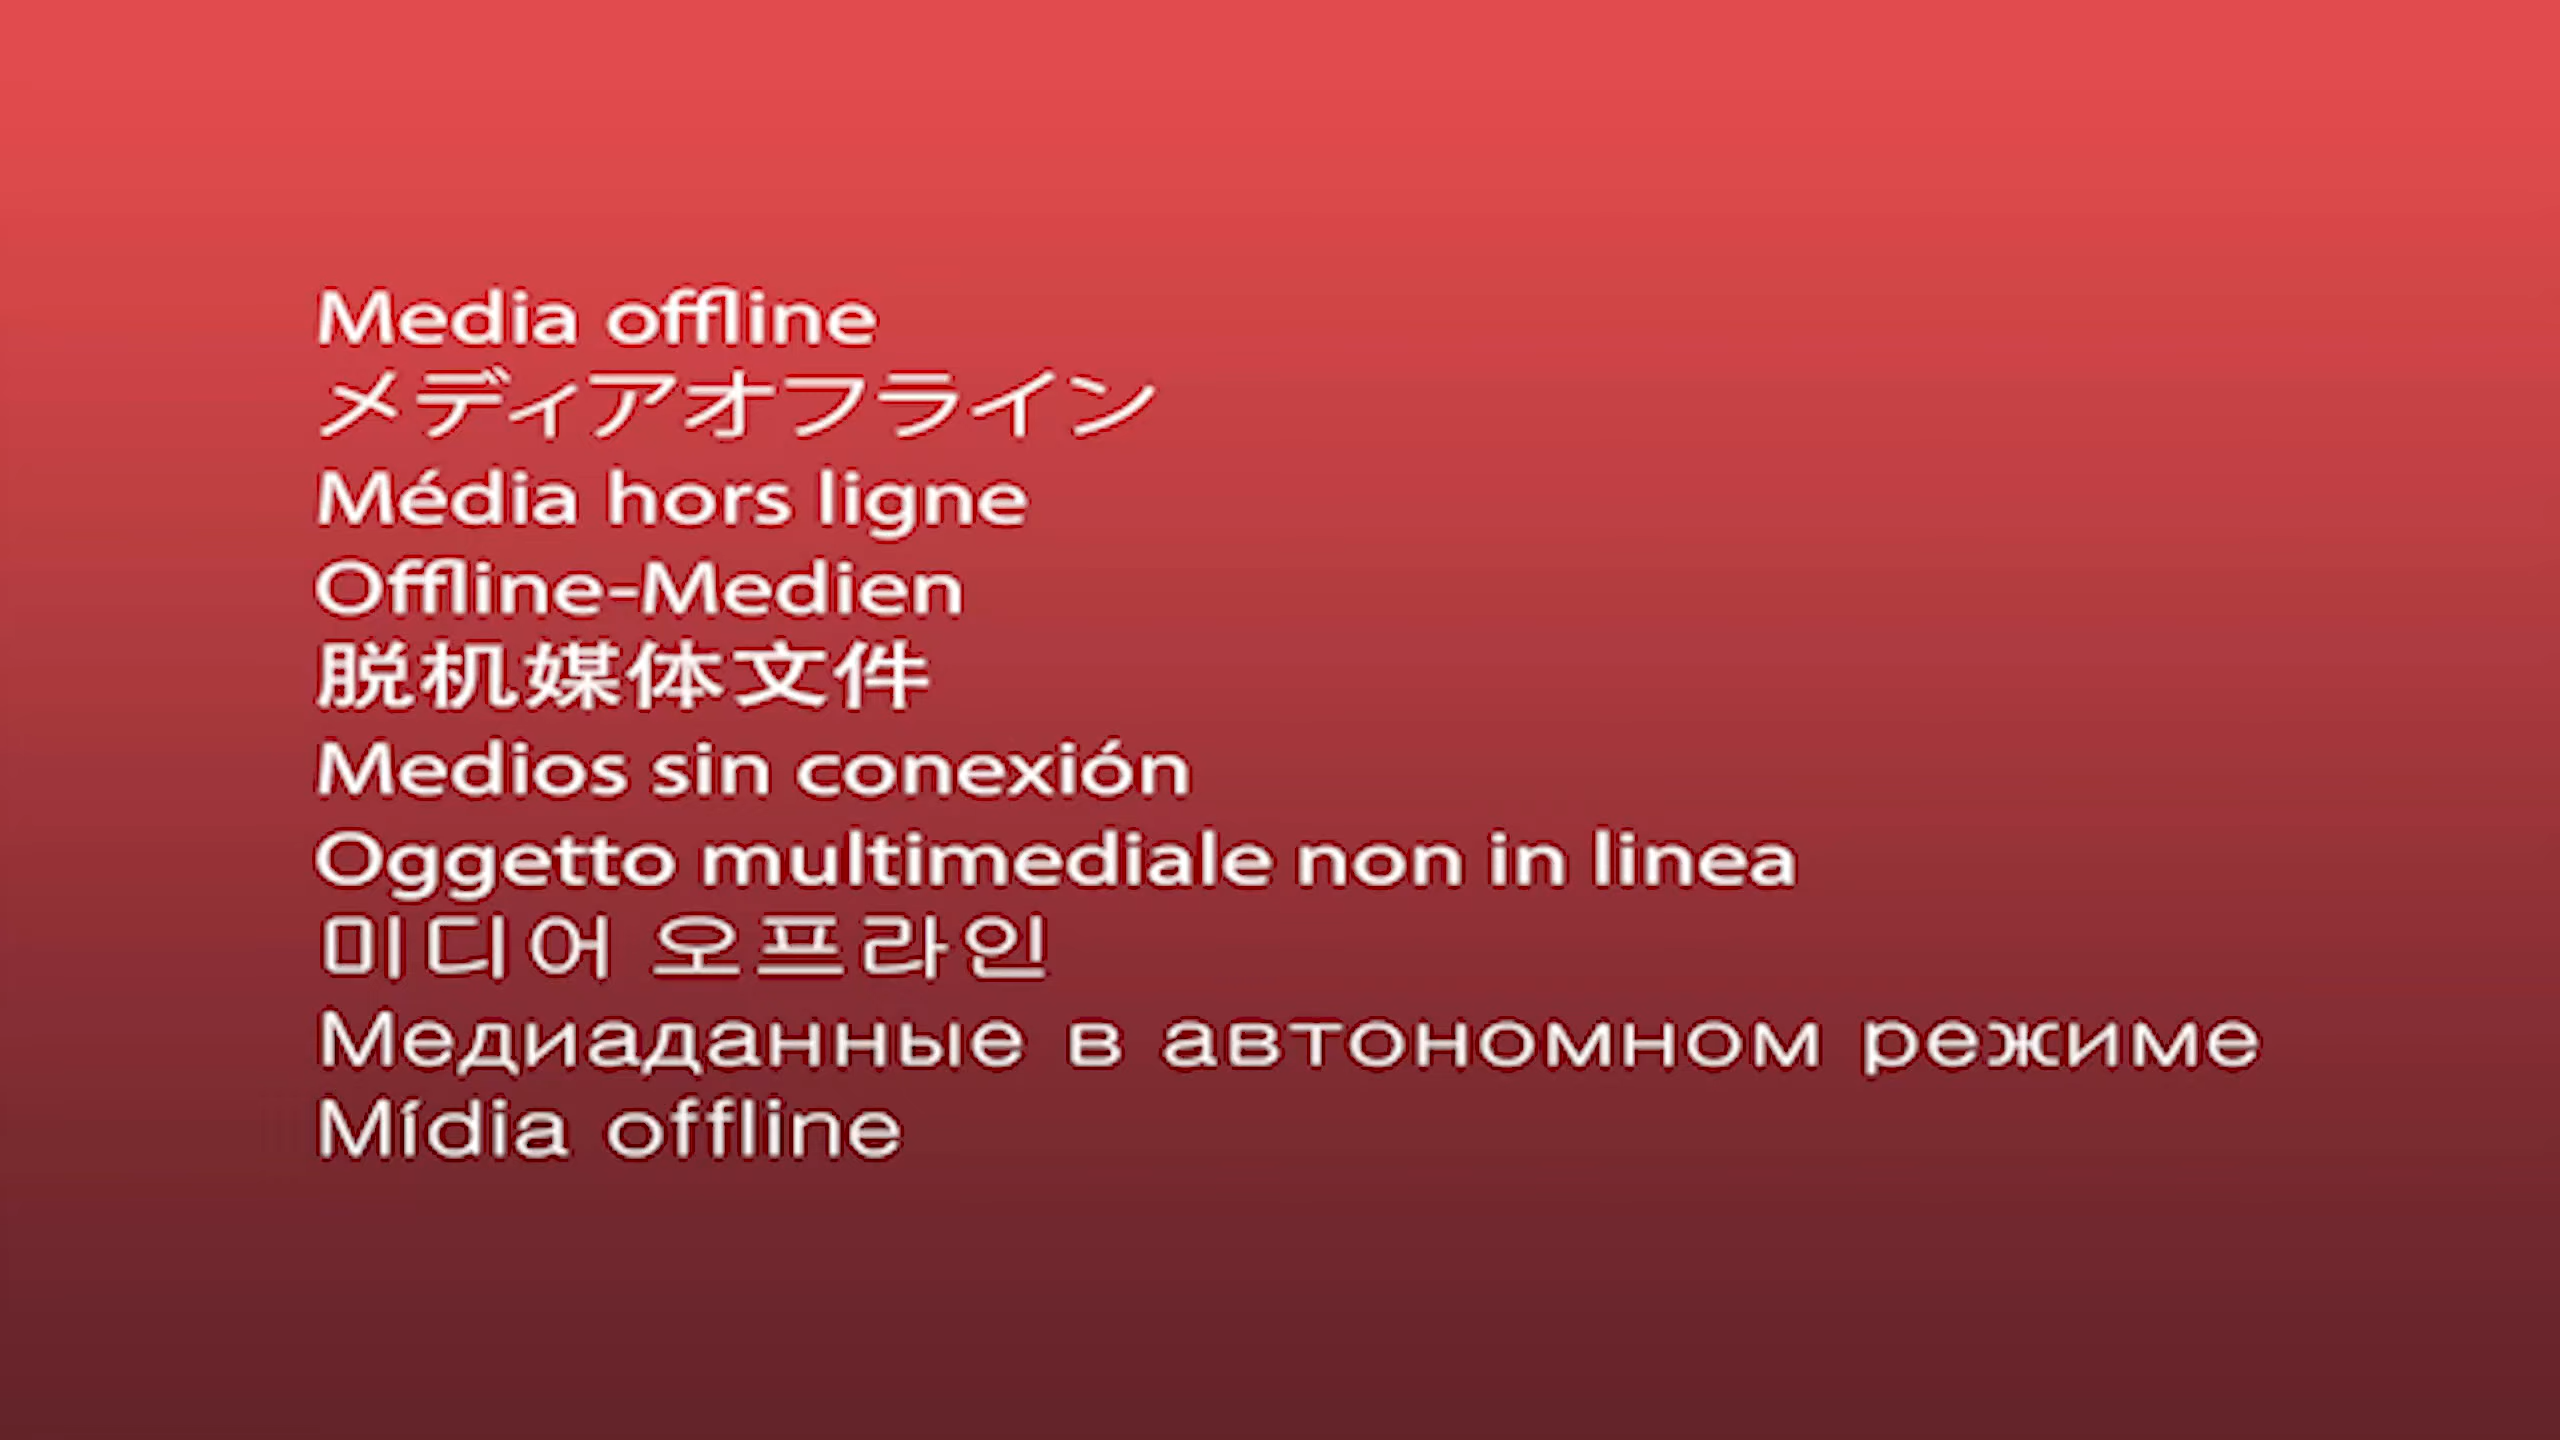 Media offline
メディアオフライン
Média hors ligne
Offline-Medien
脱机媒体文件
Medios sin conexión
Oggetto multimediale non in linea
미디어 오프라인
Медиаданные в автономном режиме
Mídia offline